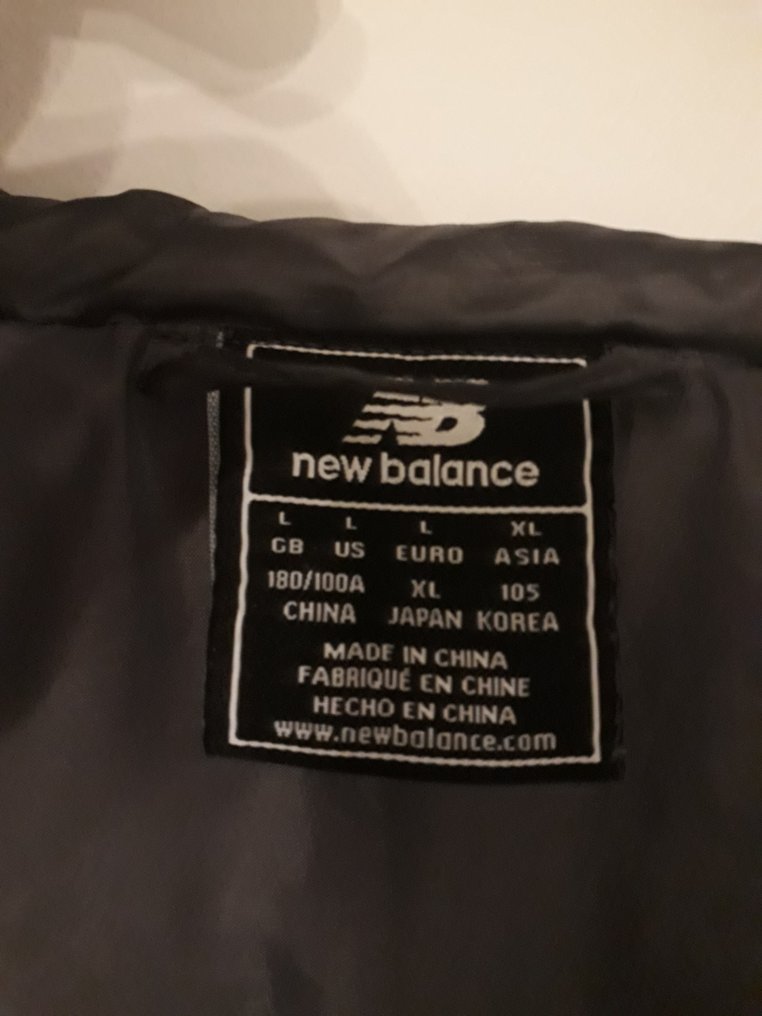 NB
new balance
L L L XL
GB US EURO ASIA
180/100A XL 105
CHINA JAPAN KOREA
MADE IN CHINA
FABRIQUÉ EN CHINE
HECHO EN CHINA
www.newbalance.com